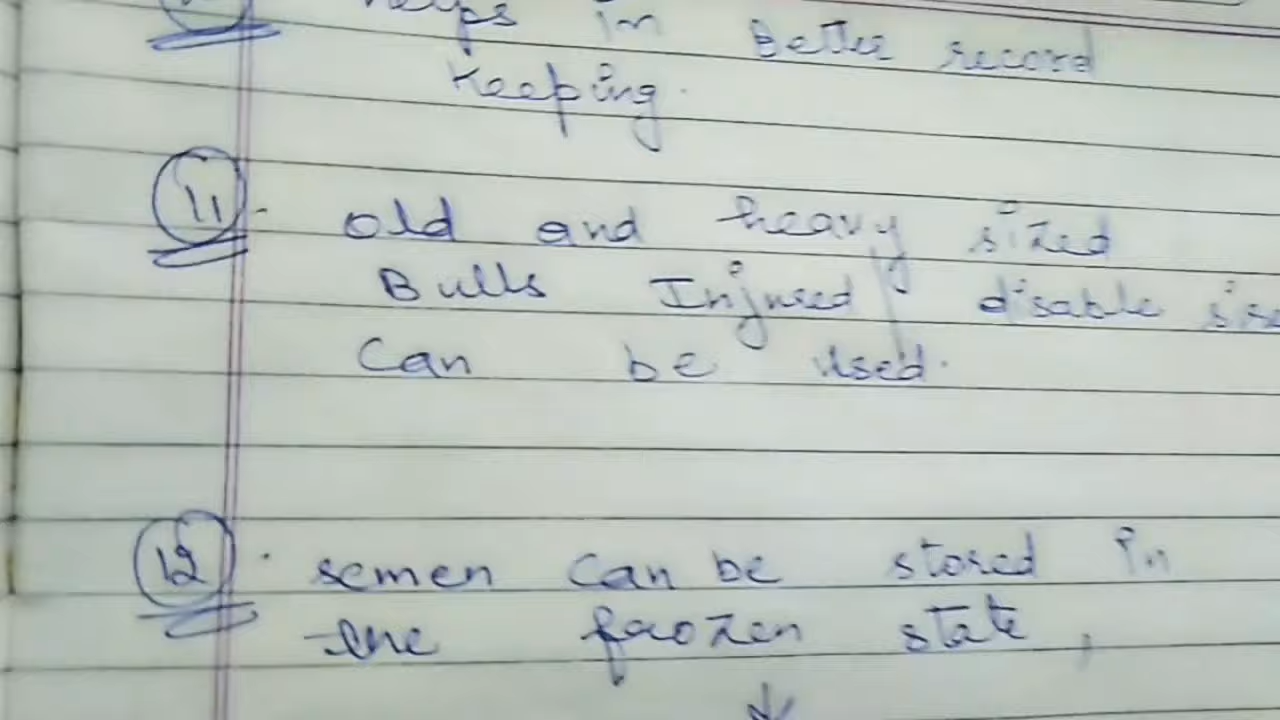 helps in Better record
Keeping.
11. old and heavy sized
Bulls Injured / disable
Can be used.
12. semen Can be stored in
the frozen state,